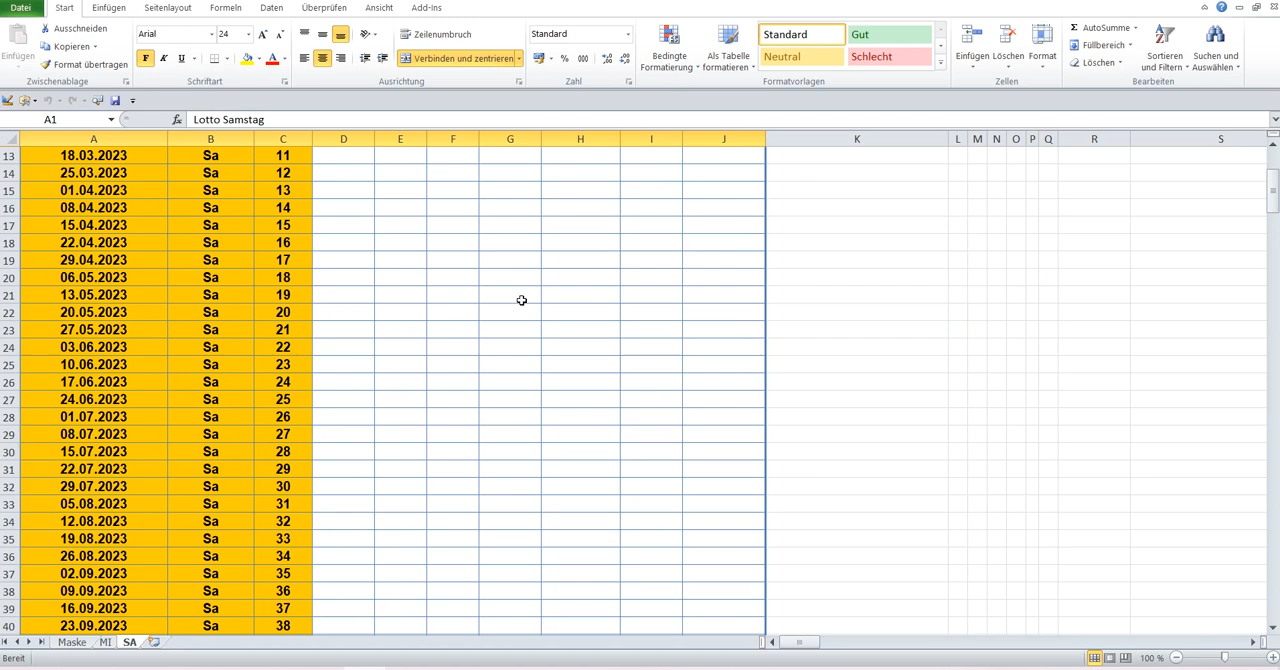 Datei Start Einfügen Seitenlayout Formeln Daten Überprüfen Ansicht Add-Ins
Ausschneiden Arial 24 A A Zeilenumbruch Standard Standard Gut AutoSumme
Kopieren Füllbereich
Einfügen Format übertragen F K U A Verbinden und zentrieren % 000 Bedingte Formatierung Als Tabelle formatieren Neutral Schlecht Einfügen Löschen Format Löschen Sortieren und Filtern Suchen und Auswählen
Zwischenablage Schriftart Ausrichtung Zahl Formatvorlagen Zellen Bearbeiten
A1 fx Lotto Samstag
A B C D E F G H I J K L M N O P Q R S
13 18.03.2023 Sa 11
14 25.03.2023 Sa 12
15 01.04.2023 Sa 13
16 08.04.2023 Sa 14
17 15.04.2023 Sa 15
18 22.04.2023 Sa 16
19 29.04.2023 Sa 17
20 06.05.2023 Sa 18
21 13.05.2023 Sa 19
22 20.05.2023 Sa 20
23 27.05.2023 Sa 21
24 03.06.2023 Sa 22
25 10.06.2023 Sa 23
26 17.06.2023 Sa 24
27 24.06.2023 Sa 25
28 01.07.2023 Sa 26
29 08.07.2023 Sa 27
30 15.07.2023 Sa 28
31 22.07.2023 Sa 29
32 29.07.2023 Sa 30
33 05.08.2023 Sa 31
34 12.08.2023 Sa 32
35 19.08.2023 Sa 33
36 26.08.2023 Sa 34
37 02.09.2023 Sa 35
38 09.09.2023 Sa 36
39 16.09.2023 Sa 37
40 23.09.2023 Sa 38
Maske MI SA
Bereit 100 %